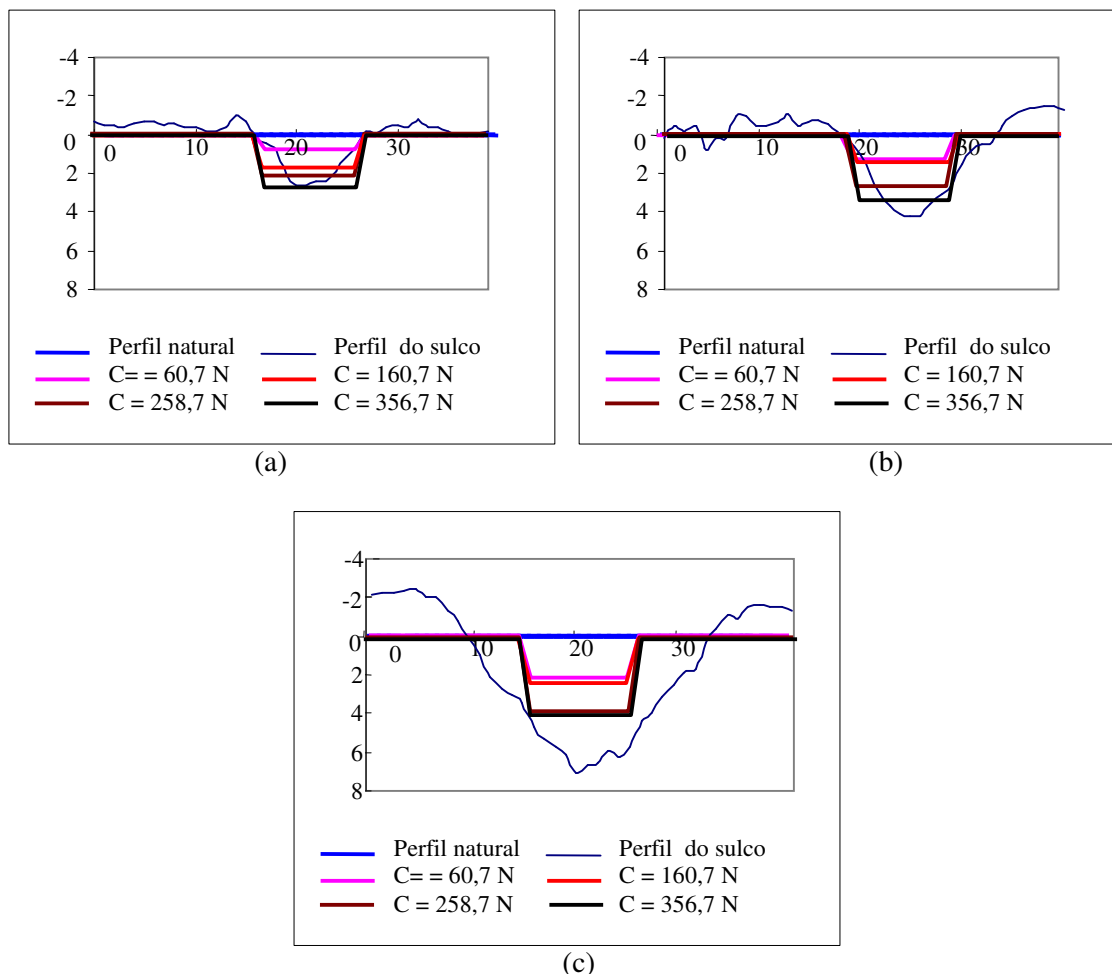 -4
-2
0
0 10 20 30
2
4
6
8
Perfil natural Perfil do sulco
C= = 60,7 N C = 160,7 N
C = 258,7 N C = 356,7 N
(a)
-4
-2
0
0 10 20 30
2
4
6
8
Perfil natural Perfil do sulco
C= = 60,7 N C = 160,7 N
C = 258,7 N C = 356,7 N
(b)
-4
-2
0
0 10 20 30
2
4
6
8
Perfil natural Perfil do sulco
C= = 60,7 N C = 160,7 N
C = 258,7 N C = 356,7 N
(c)